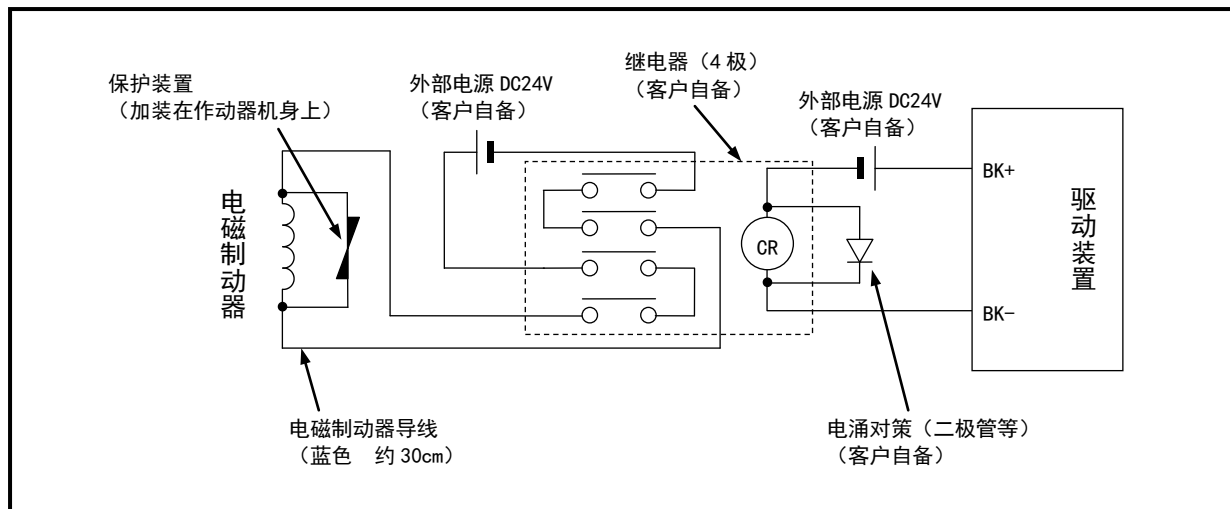 继电器（4 极）
（客户自备）
保护装置
（加装在作动器机身上）
外部电源 DC24V
（客户自备）
外部电源 DC24V
（客户自备）
电磁制动器
CR
BK+
BK−
驱动装置
电磁制动器导线
（蓝色　约 30cm）
电涌对策（二极管等）
（客户自备）